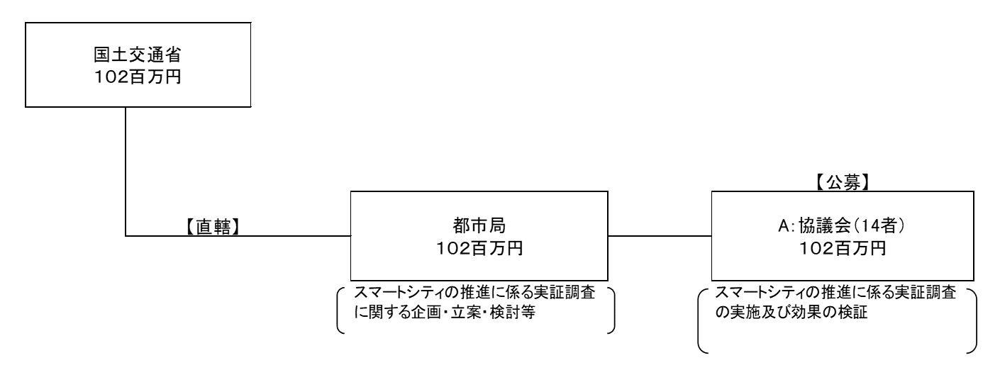 国土交通省
１０２百万円
【直轄】
都市局
１０２百万円
スマートシティの推進に係る実証調査
に関する企画・立案・検討等
【公募】
A：協議会（14者）
１０２百万円
スマートシティの推進に係る実証調査
の実施及び効果の検証